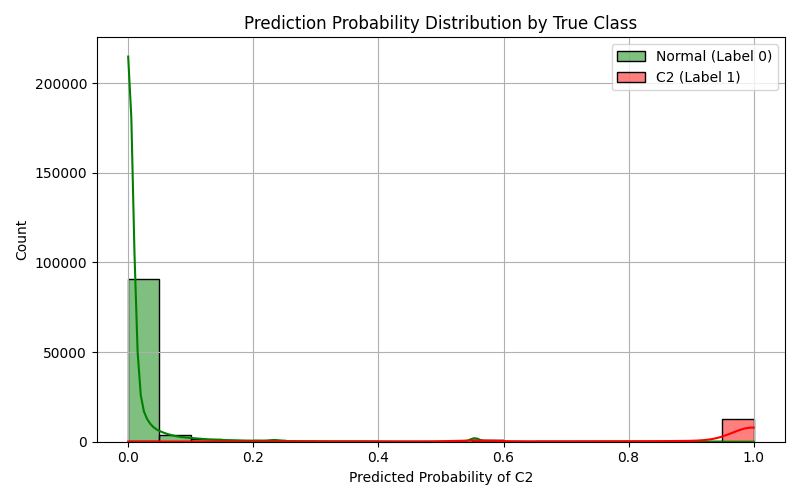 Prediction Probability Distribution by True Class
Normal (Label 0)
C2 (Label 1)
Count
200000
150000
100000
50000
0
0.0 0.2 0.4 0.6 0.8 1.0
Predicted Probability of C2